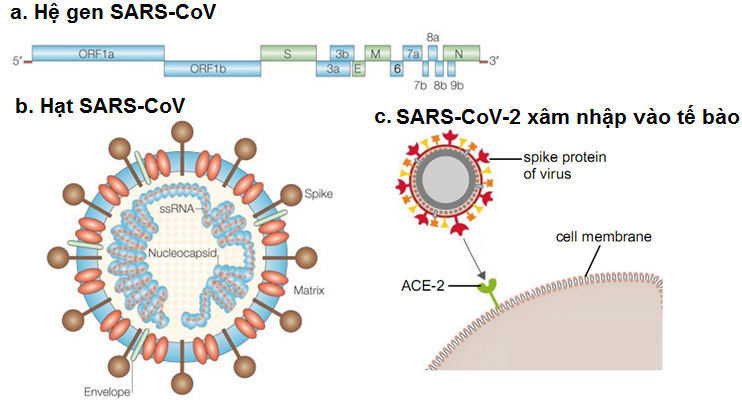 a. Hệ gen SARS-CoV
8a
ORF1a S 3b M 7a N
5′ 3′
ORF1b 3a E 6
7b 8b 9b
b. Hạt SARS-CoV
ssRNA
Spike
Nucleocapsid
Matrix
Envelope
c. SARS-CoV-2 xâm nhập vào tế bào
spike protein
of virus
cell membrane
ACE-2